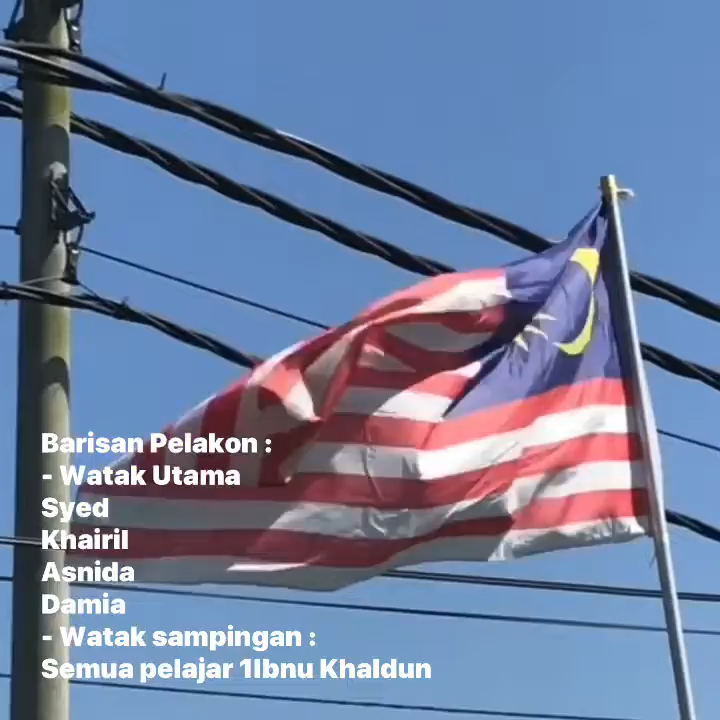 Barisan Pelakon :
- Watak Utama
Syed
Khairil
Asnida
Damia
- Watak sampingan :
Semua pelajar 1Ibnu Khaldun